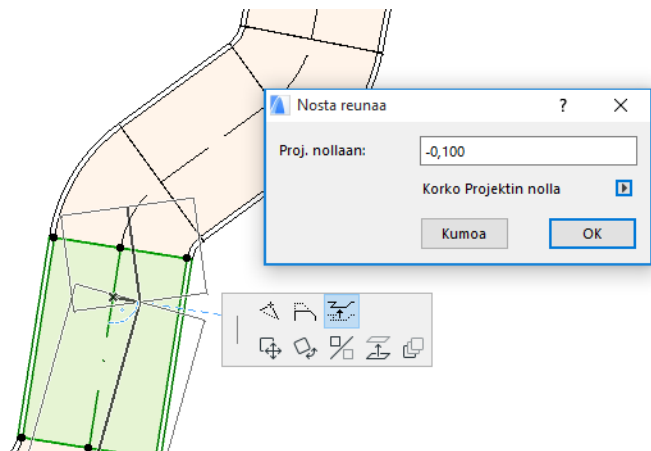 Nosta reunaa
Proj. nollaan:
-0,100
Korko Projektin nolla
Kumoa
OK